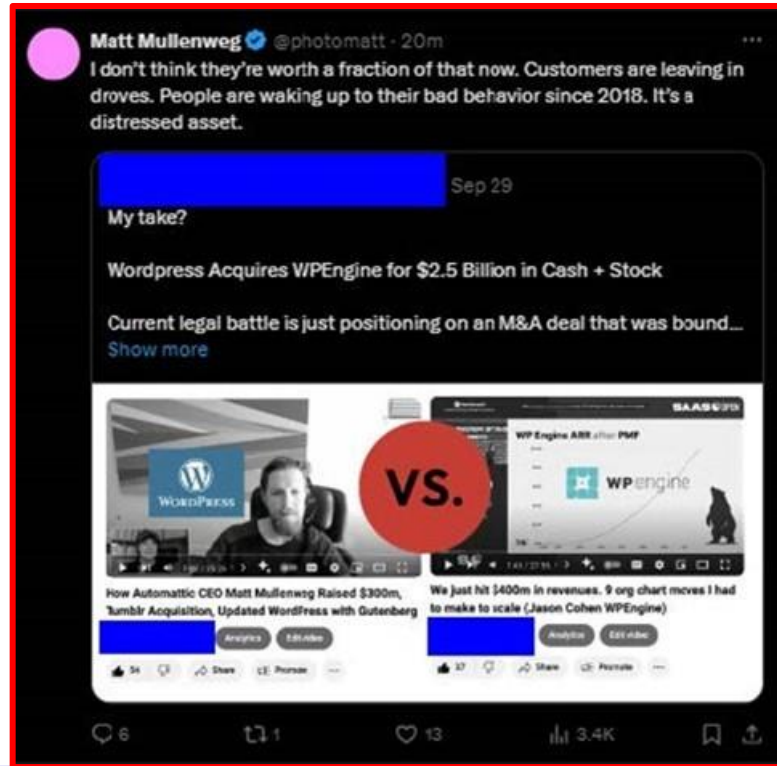 Matt Mullenweg @photomatt · 20m
I don't think they're worth a fraction of that now. Customers are leaving in
droves. People are waking up to their bad behavior since 2018. It's a
distressed asset.
Sep 29
My take?
Wordpress Acquires WPEngine for $2.5 Billion in Cash + Stock
Current legal battle is just positioning on an M&A deal that was bound...
Show more
WORDPRESS
VS.
SAAS OPEN
WP Engine ARR after PMF
WP engine
How Automattic CEO Matt Mullenweg Raised $300m,
Tumblr Acquisition, Updated WordPress with Gutenberg
Analytics Edit video
54 Share Promote ...
We just hit $400m in revenues. 9 org chart moves I had
to make to scale (Jason Cohen WPEngine)
Analytics Edit video
37 Share Promote ...
6 1 13 3.4K